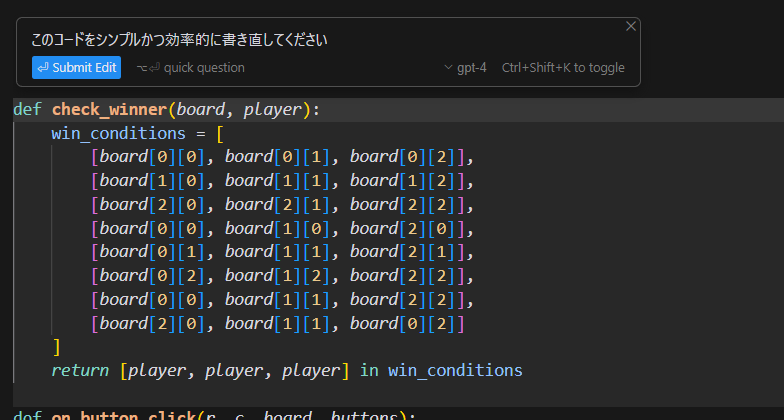 このコードをシンプルかつ効率的に書き直してください
⏎ Submit Edit ⌥⏎ quick question gpt-4 Ctrl+Shift+K to toggle
def check_winner(board, player):
    win_conditions = [
        [board[0][0], board[0][1], board[0][2]],
        [board[1][0], board[1][1], board[1][2]],
        [board[2][0], board[2][1], board[2][2]],
        [board[0][0], board[1][0], board[2][0]],
        [board[0][1], board[1][1], board[2][1]],
        [board[0][2], board[1][2], board[2][2]],
        [board[0][0], board[1][1], board[2][2]],
        [board[2][0], board[1][1], board[0][2]]
    ]
    return [player, player, player] in win_conditions
def on_button_click(r, c, board, buttons):